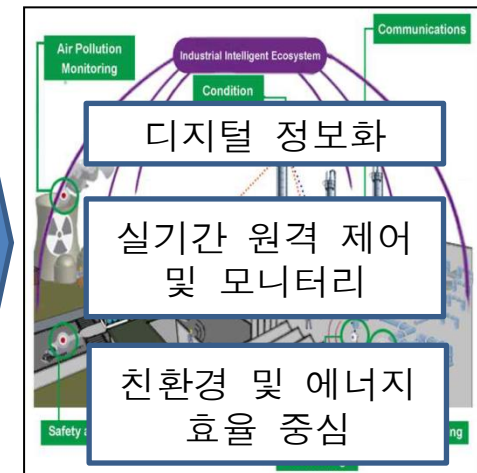 Communications
Air Pollution
Monitoring
Industrial Intelligent Ecosystem
Condition
디지털 정보화
실기간 원격 제어
및 모니터리
친환경 및 에너지
효율 중심
Safety